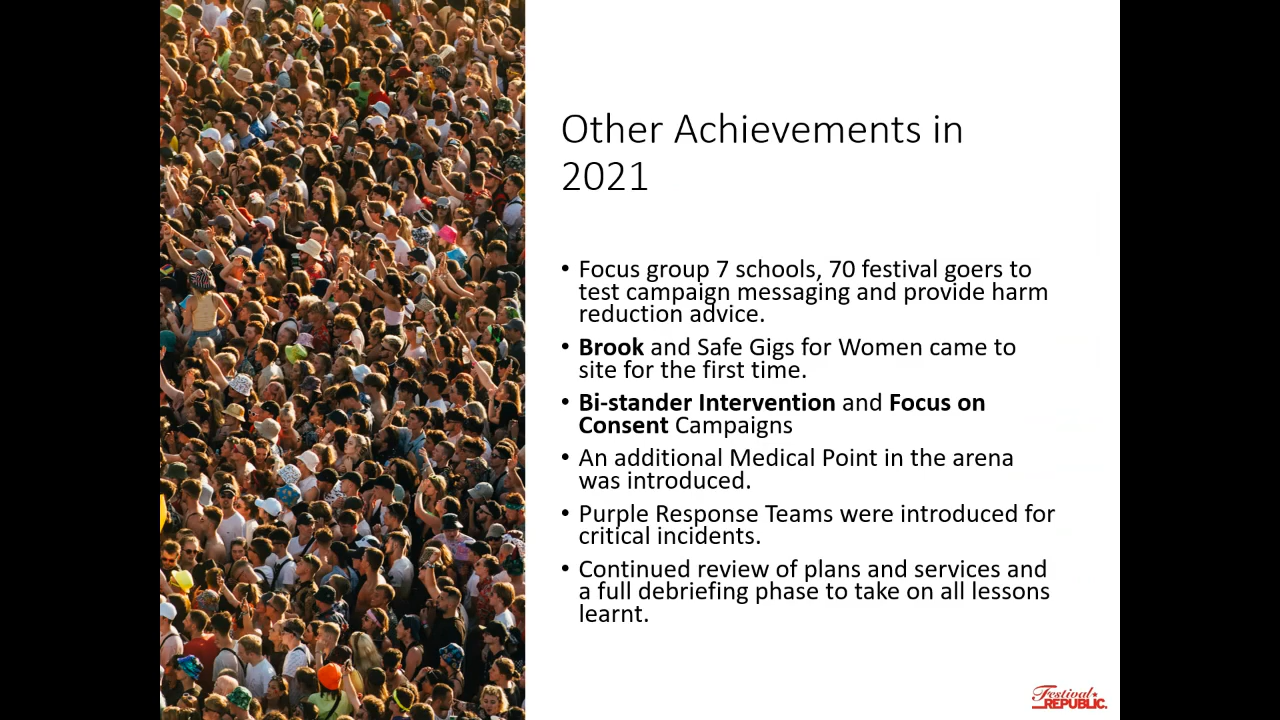 Other Achievements in
2021
• Focus group 7 schools, 70 festival goers to
test campaign messaging and provide harm
reduction advice.
• Brook and Safe Gigs for Women came to
site for the first time.
• Bi-stander Intervention and Focus on
Consent Campaigns
• An additional Medical Point in the arena
was introduced.
• Purple Response Teams were introduced for
critical incidents.
• Continued review of plans and services and
a full debriefing phase to take on all lessons
learnt.
Festival
REPUBLIC.